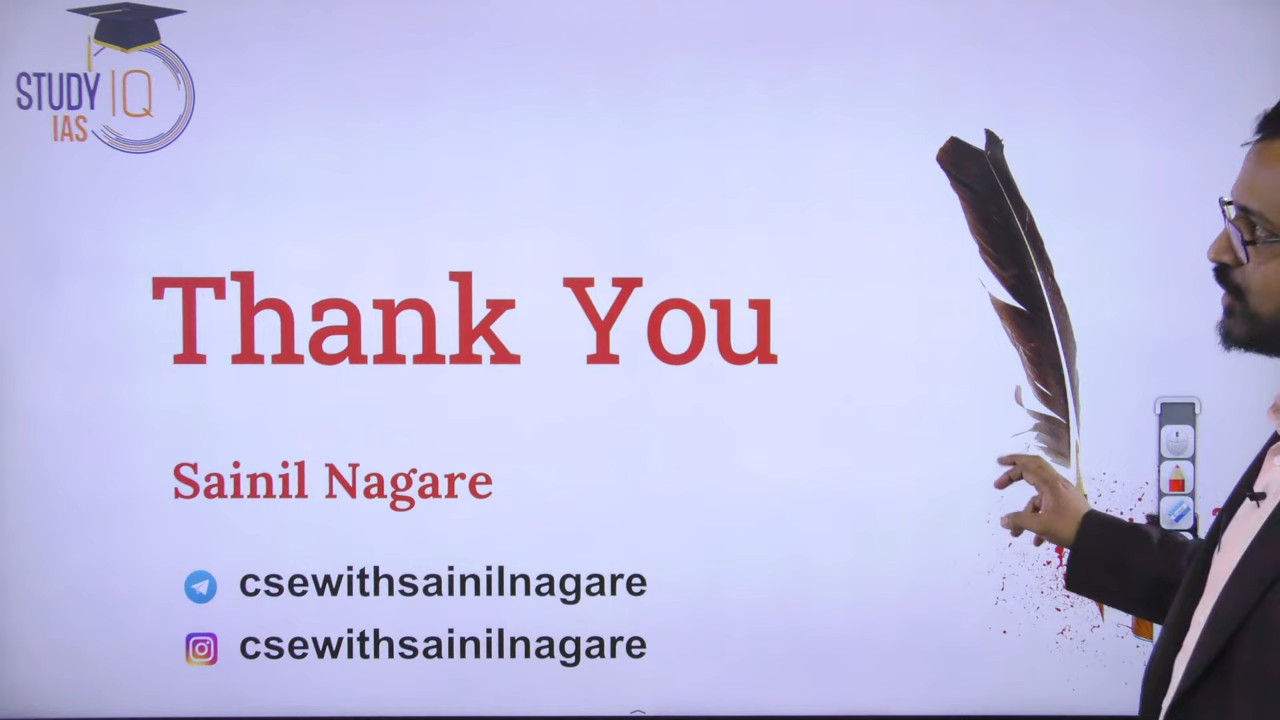 STUDY IQ
IAS
Thank You
Sainil Nagare
csewithsainilnagare
csewithsainilnagare